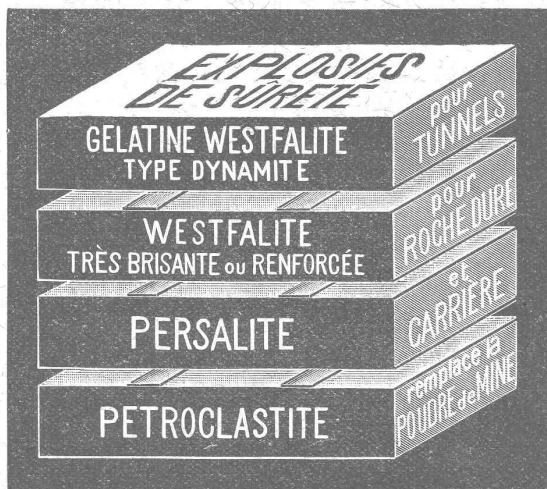 EXPLOSIFS
DE SÛRETÉ
GELATINE WESTFALITE
TYPE DYNAMITE
pour
TUNNELS
WESTFALITE
TRÈS BRISANTE ou RENFORCÉE
pour
ROCHE DURE
PERSALITE
et
CARRIÈRE
PETROCLASTITE
remplace la
POUDRE de MINE